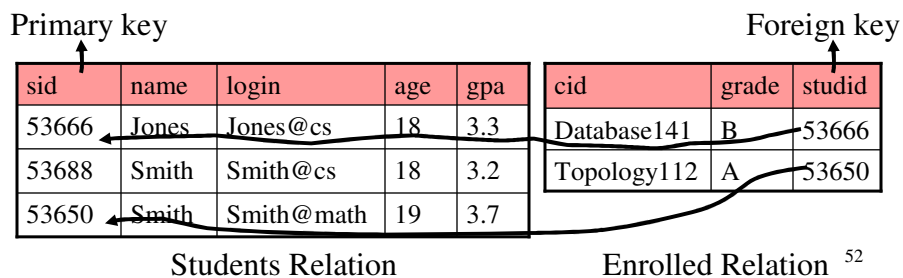 Primary key Foreign key
sid name login age gpa cid grade studid
53666 Jones Jones@cs 18 3.3 Database141 B 53666
53688 Smith Smith@cs 18 3.2 Topology112 A 53650
53650 Smith Smith@math 19 3.7
Students Relation Enrolled Relation 52